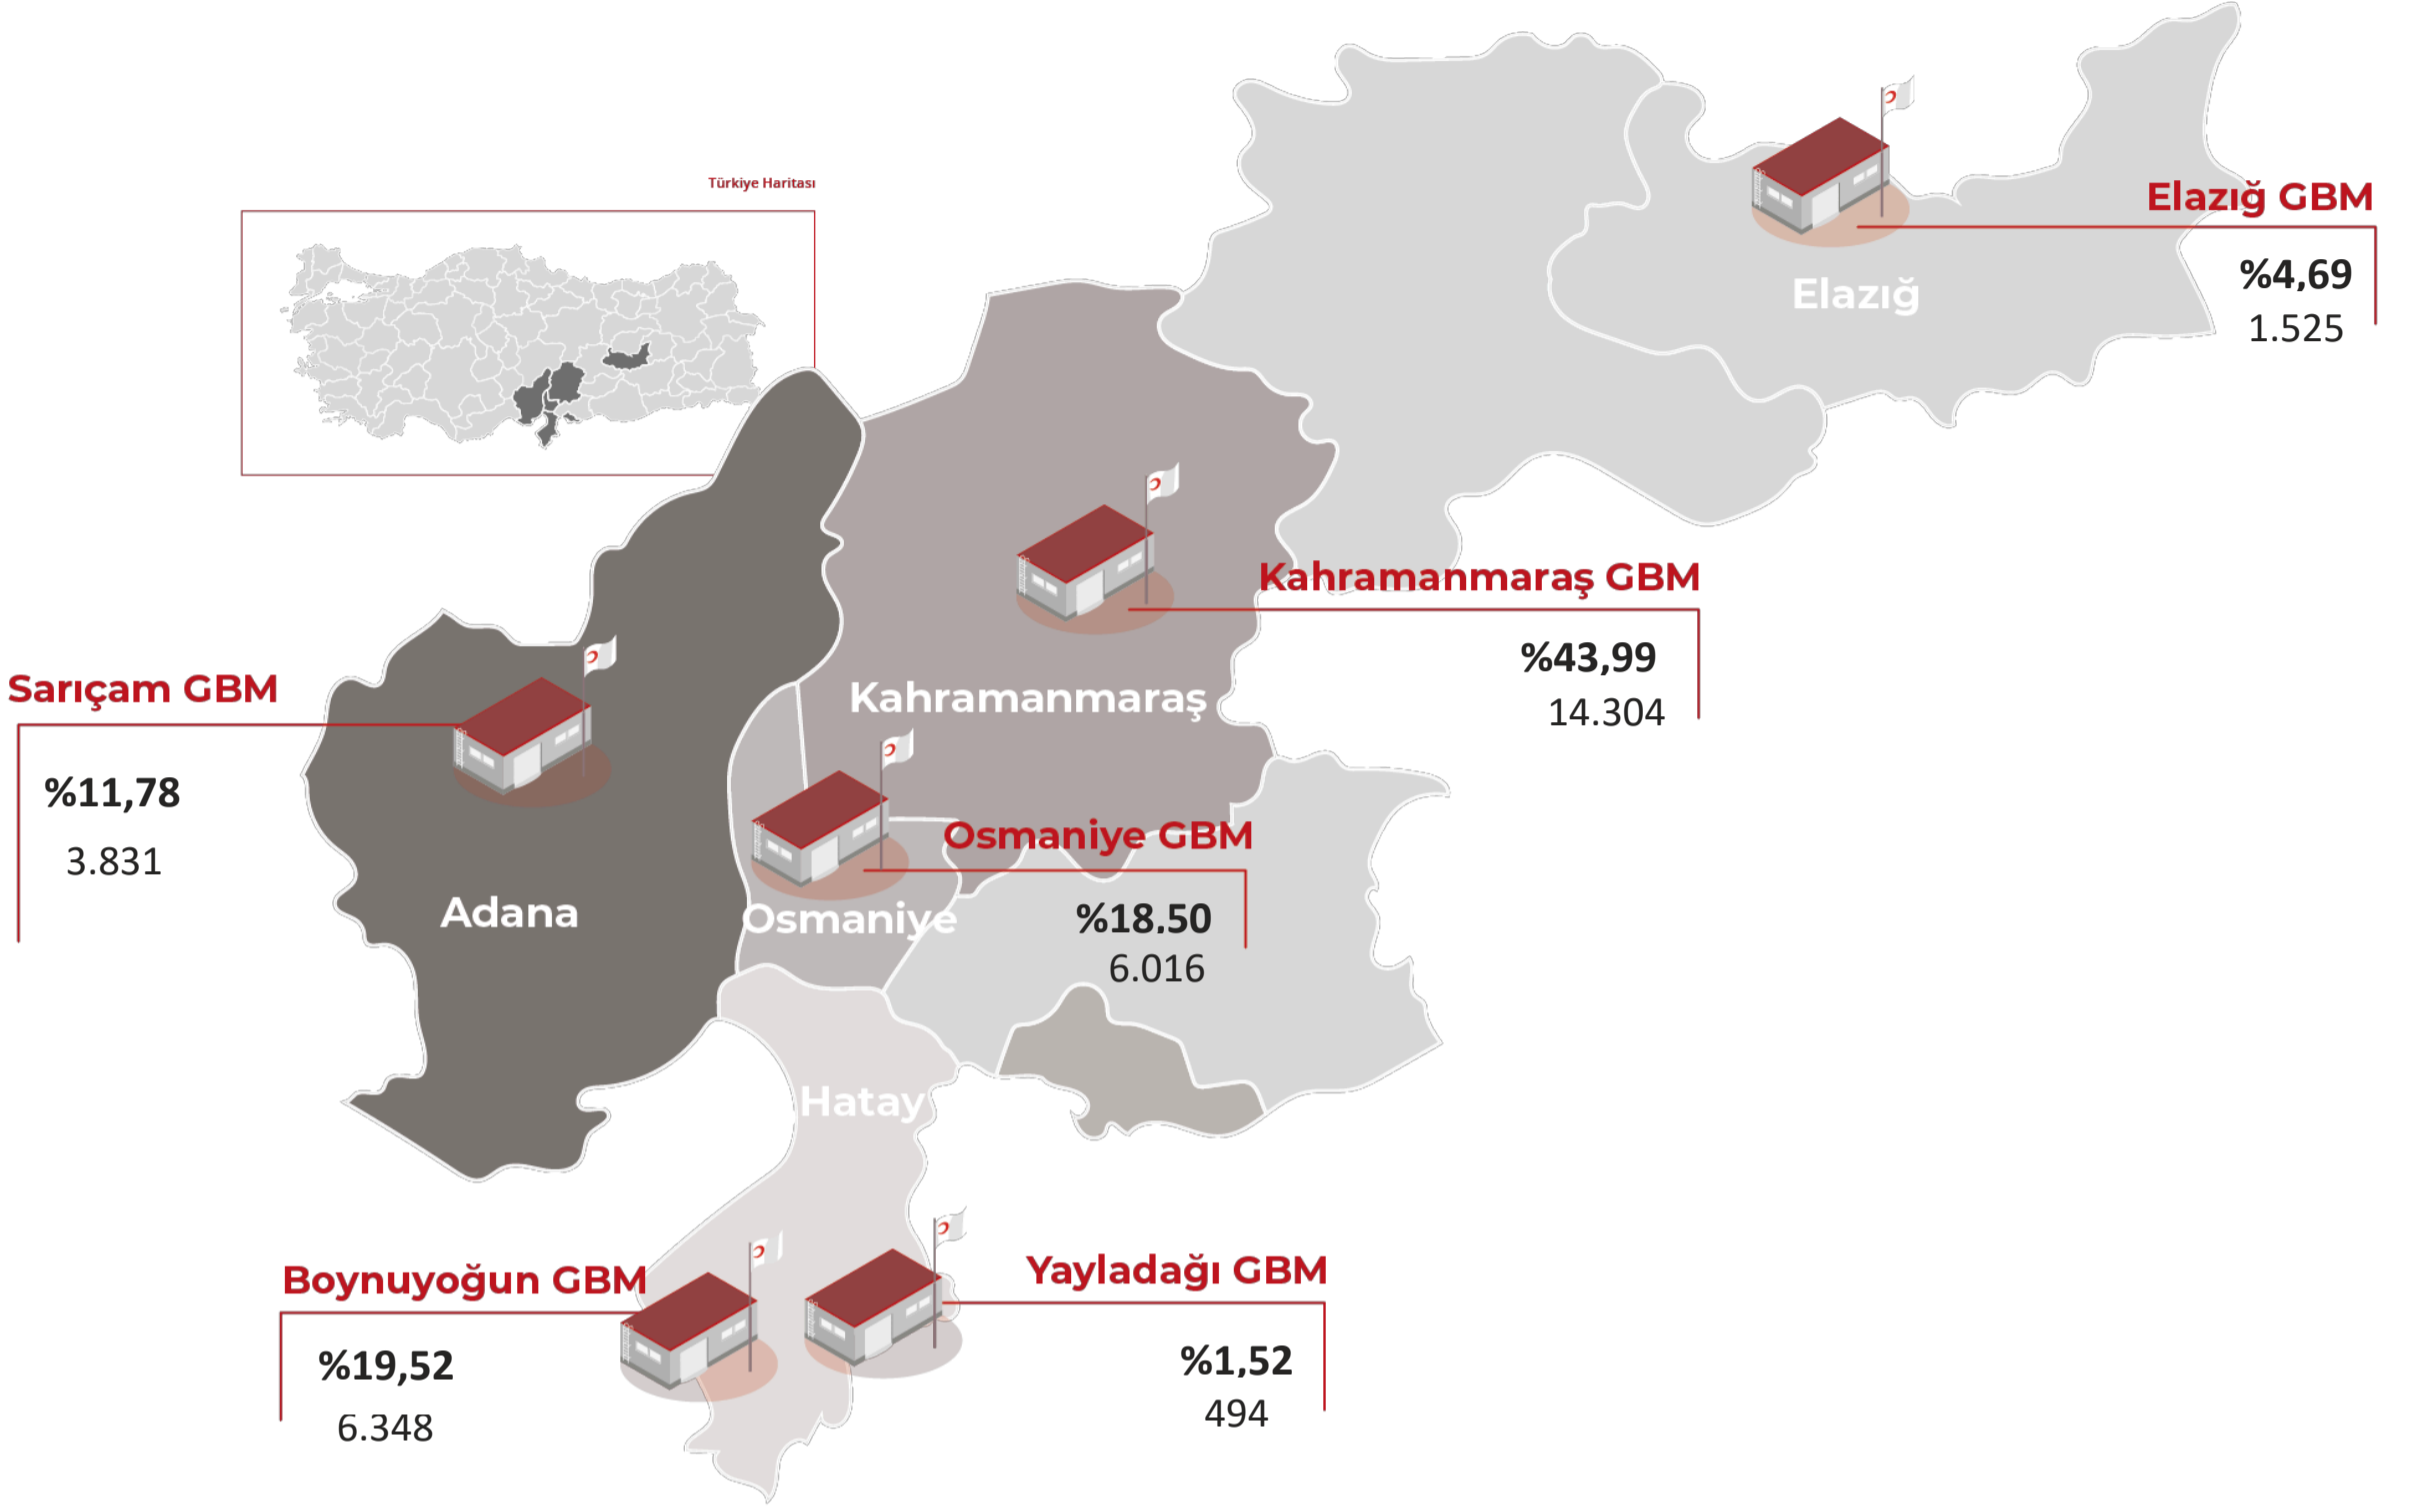 Türkiye Haritası
Elazığ GBM
%4,69
1.525
Elazığ
Kahramanmaraş GBM
%43,99
14.304
Kahramanmaraş
Sarıçam GBM
%11,78
3.831
Adana
Osmaniye GBM
%18,50
6.016
Osmaniye
Hatay
Boynuyoğun GBM
%19,52
6.348
Yayladağı GBM
%1,52
494